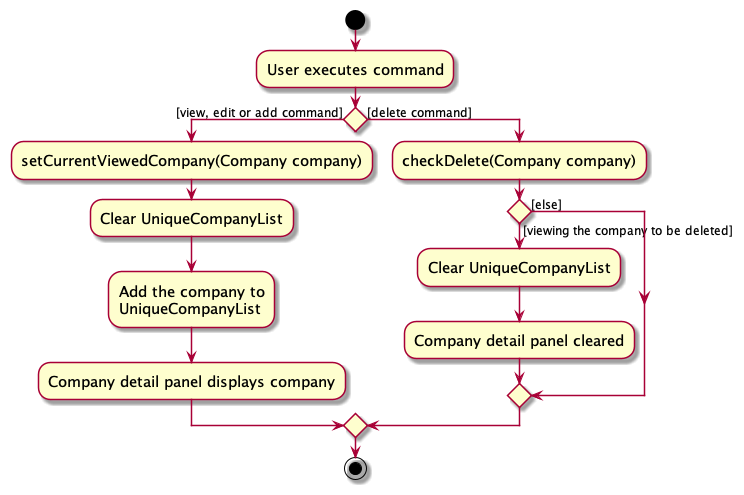 User executes command
[view, edit or add command]
[delete command]
setCurrentViewedCompany(Company company)
checkDelete(Company company)
Clear UniqueCompanyList
[else]
[viewing the company to be deleted]
Clear UniqueCompanyList
Add the company to
UniqueCompanyList
Company detail panel cleared
Company detail panel displays company